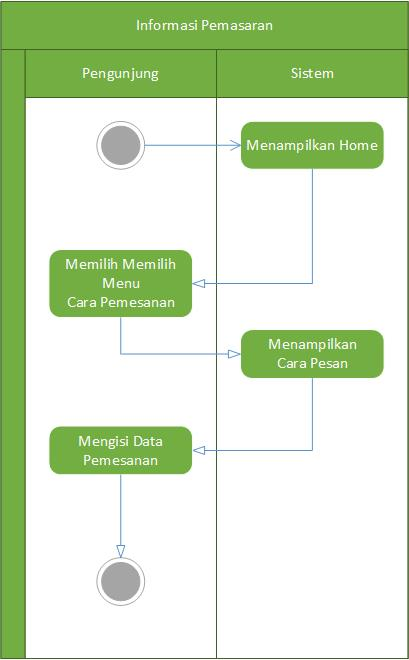 Informasi Pemasaran
Pengunjung
Sistem
Menampilkan Home
Memilih Memilih
Menu
Cara Pemesanan
Menampilkan
Cara Pesan
Mengisi Data
Pemesanan